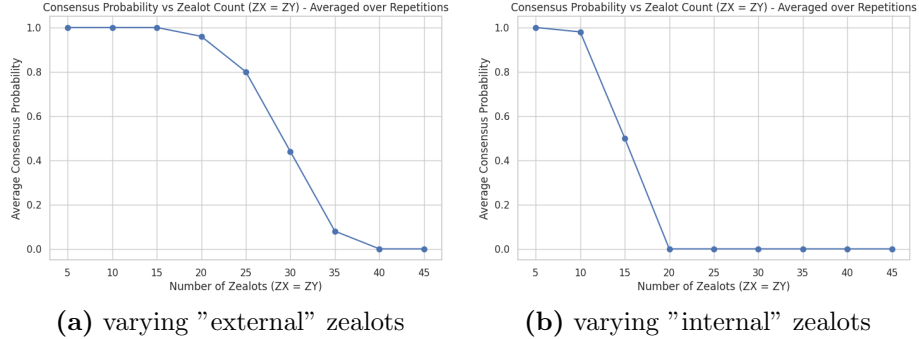 Consensus Probability vs Zealot Count (ZX = ZY) - Averaged over Repetitions
Average Consensus Probability
1.0
0.8
0.6
0.4
0.2
0.0
5 10 15 20 25 30 35 40 45
Number of Zealots (ZX = ZY)
(a) varying ”external” zealots
Consensus Probability vs Zealot Count (ZX = ZY) - Averaged over Repetitions
Average Consensus Probability
1.0
0.8
0.6
0.4
0.2
0.0
5 10 15 20 25 30 35 40 45
Number of Zealots (ZX = ZY)
(b) varying ”internal” zealots